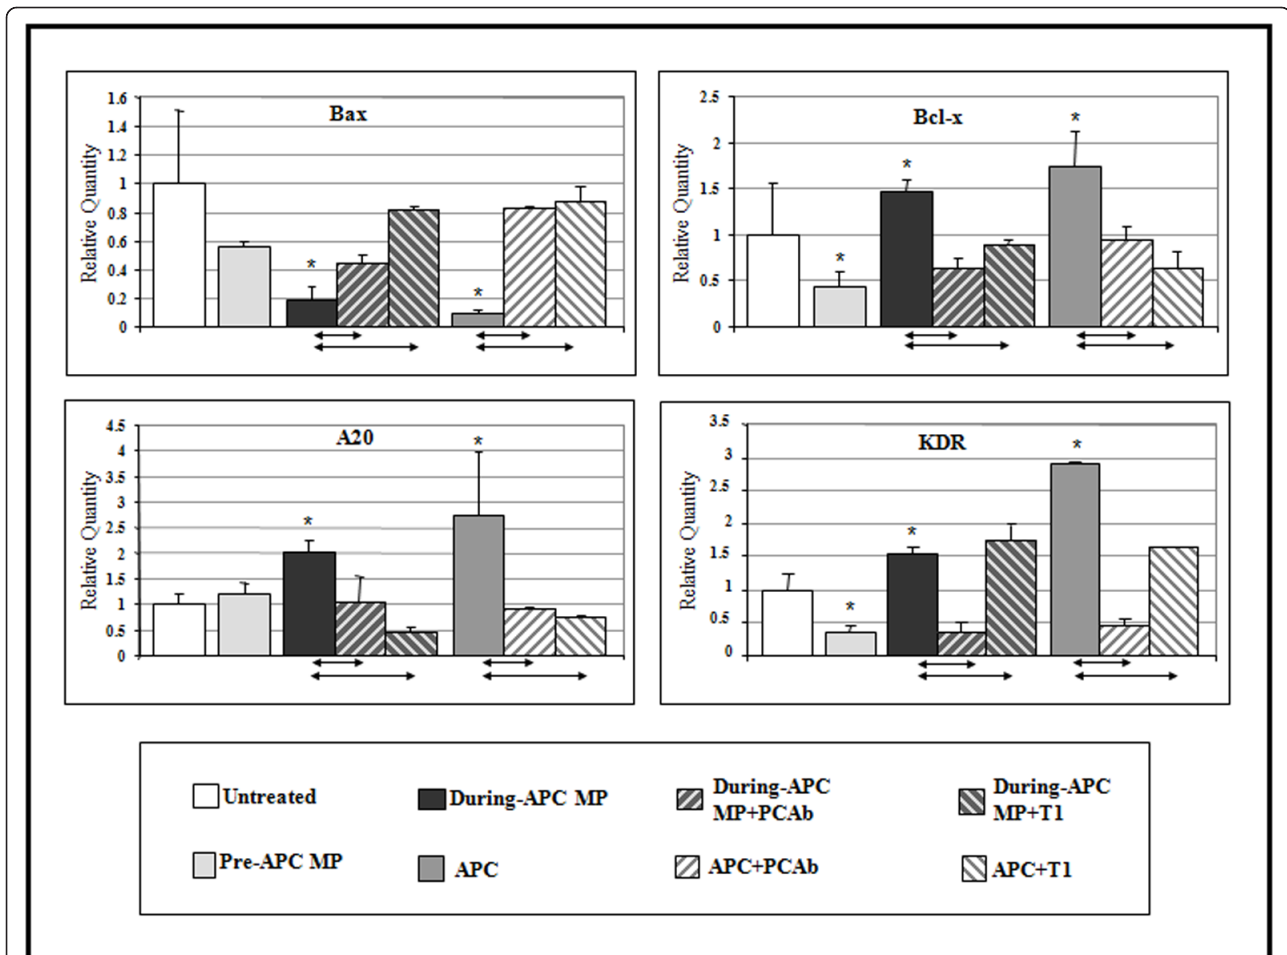 Bax
Relative Quantity
1.6
1.4
1.2
1
0.8
0.6
0.4
0.2
0
*
*
Bcl-x
Relative Quantity
2.5
2
1.5
1
0.5
0
*
*
*
A20
Relative Quantity
4.5
4
3.5
3
2.5
2
1.5
1
0.5
0
*
*
KDR
Relative Quantity
3.5
3
2.5
2
1.5
1
0.5
0
*
*
*
Untreated
During-APC MP
During-APC
MP+PCAb
During-APC
MP+T1
Pre-APC MP
APC
APC+PCAb
APC+T1